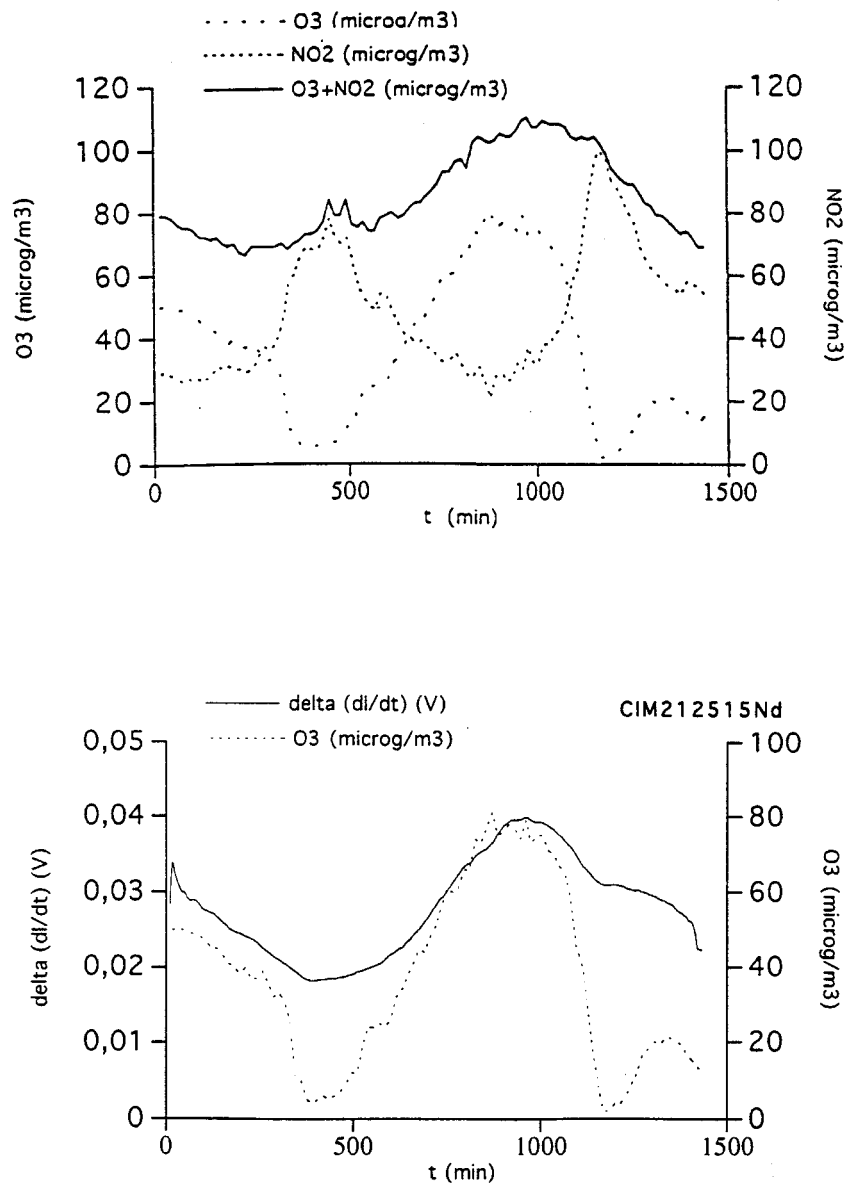 O3 (microga/m3)
NO2 (microg/m3)
O3+NO2 (microg/m3)
120
100
80
60
40
20
0
O3 (microg/m3)
120
100
80
60
40
20
0
NO2 (microg/m3)
0
500
1000
1500
t (min)
delta (dI/dt) (V)
O3 (microg/m3)
CIM212515Nd
0,05
0,04
0,03
0,02
0,01
0
delta (dI/dt) (V)
100
80
60
40
20
0
O3 (microg/m3)
0
500
1000
1500
t (min)